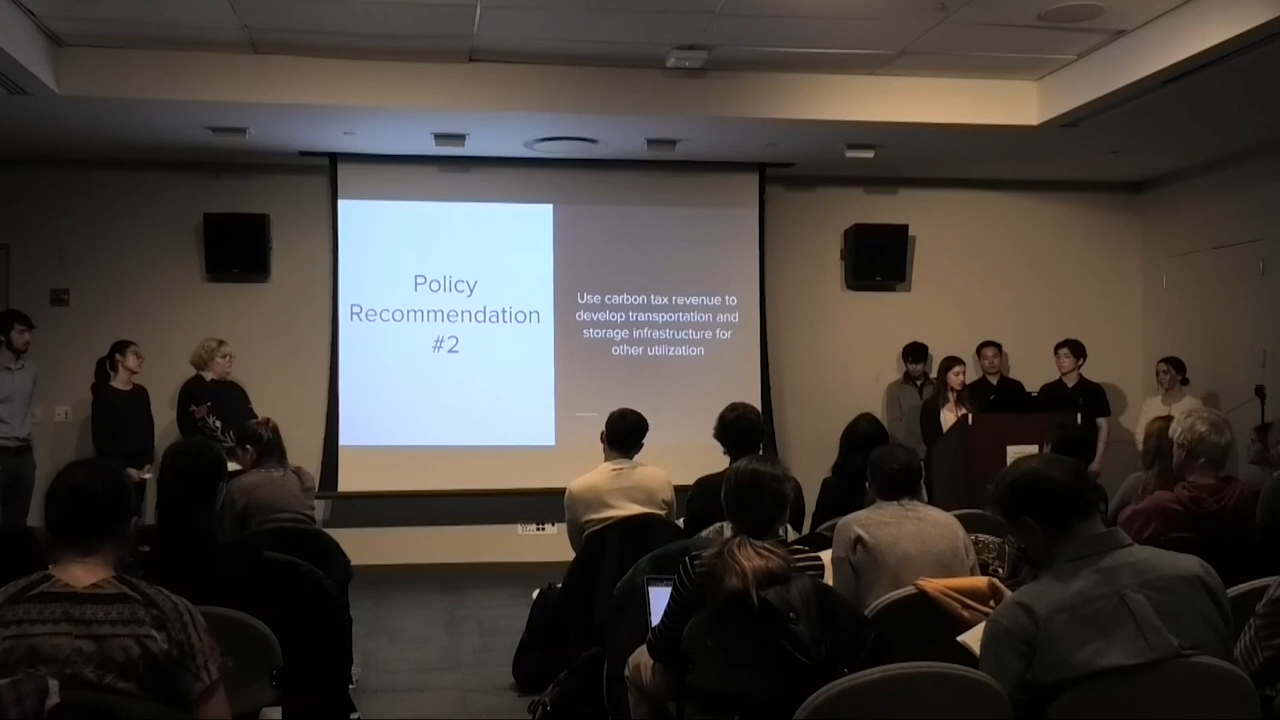 Policy
Recommendation
#2
Use carbon tax revenue to
develop transportation and
storage infrastructure for
other utilization